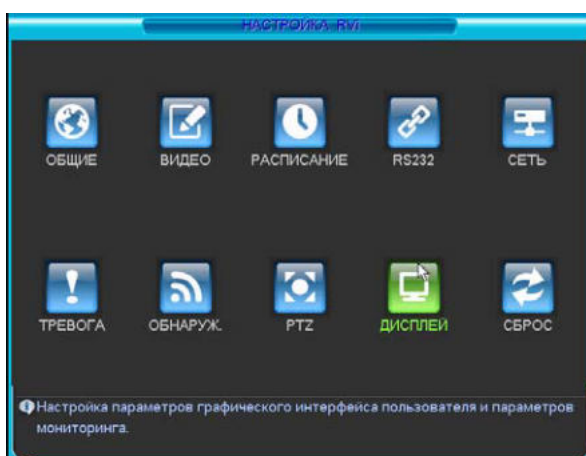 НАСТРОЙКА RVi
ОБЩИЕ
ВИДЕО
РАСПИСАНИЕ
RS232
СЕТЬ
ТРЕВОГА
ОБНАРУЖ.
PTZ
ДИСПЛЕЙ
СБРОС
Настройка параметров графического интерфейса пользователя и параметров
мониторинга.